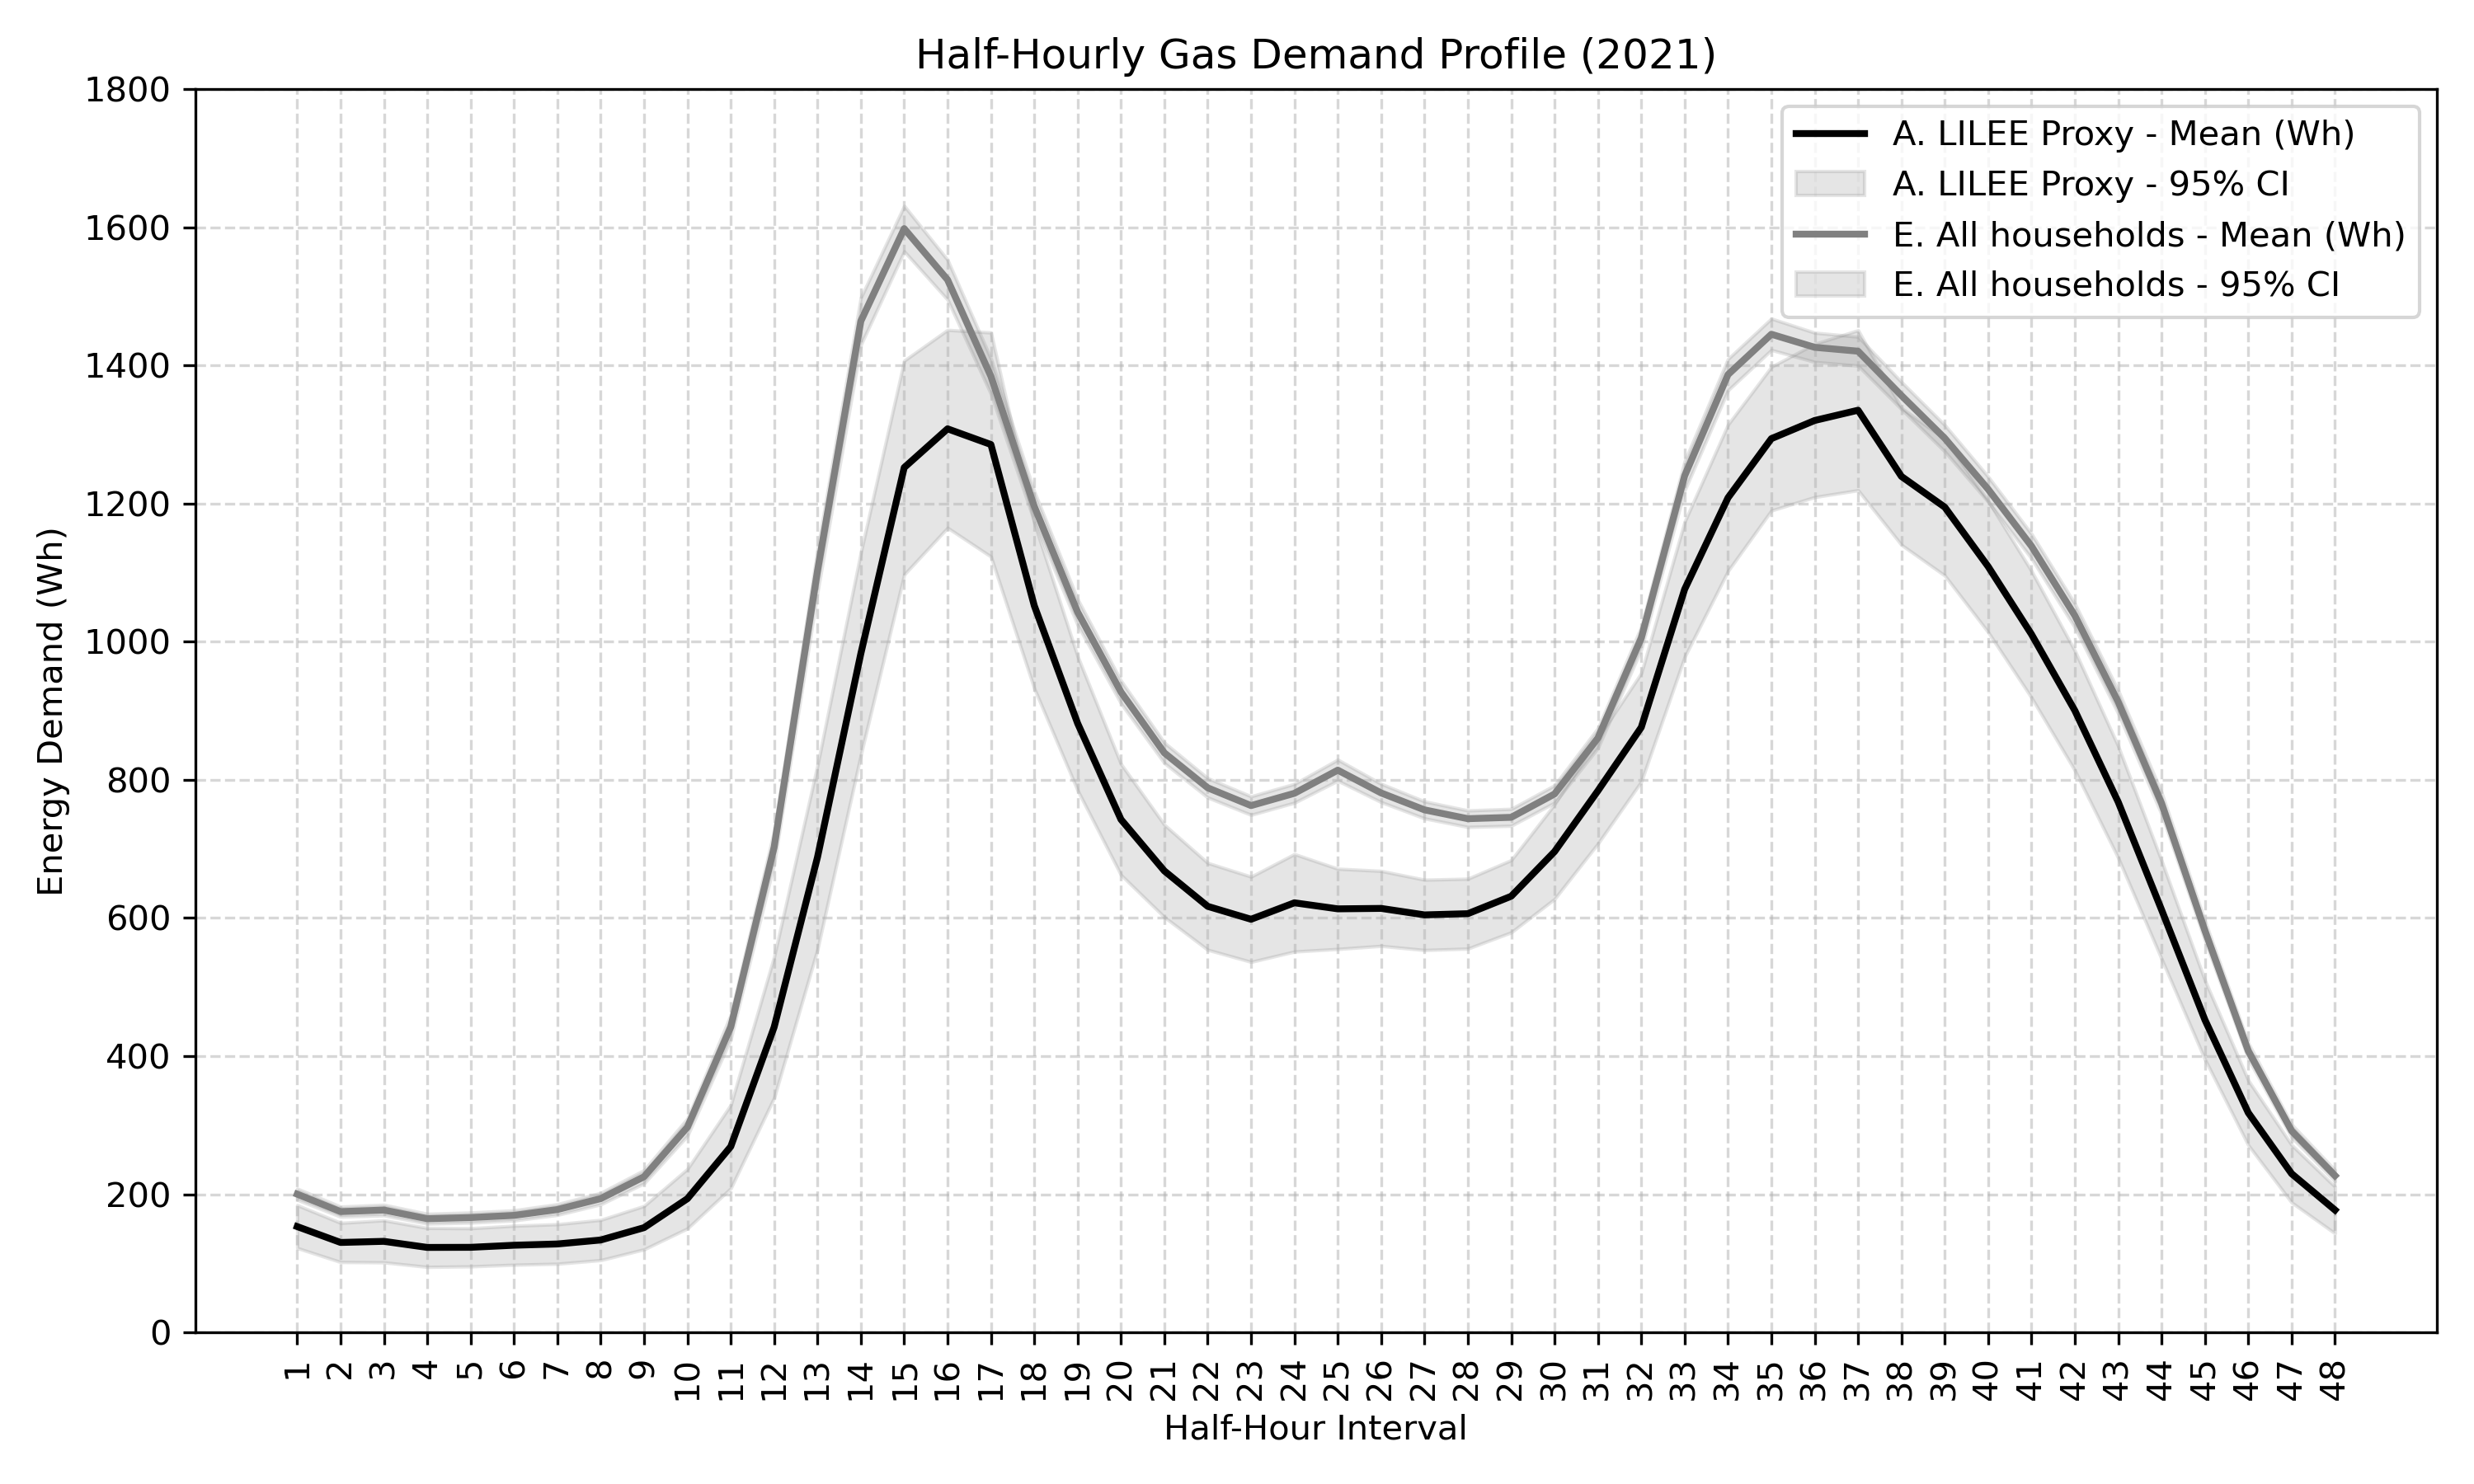 Half-Hourly Gas Demand Profile (2021)
1800
1600
1400
1200
1000
800
600
400
200
0
Energy Demand (Wh)
A. LILEE Proxy - Mean (Wh)
A. LILEE Proxy - 95% CI
E. All households - Mean (Wh)
E. All households - 95% CI
1 2 3 4 5 6 7 8 9 10 11 12 13 14 15 16 17 18 19 20 21 22 23 24 25 26 27 28 29 30 31 32 33 34 35 36 37 38 39 40 41 42 43 44 45 46 47 48
Half-Hour Interval